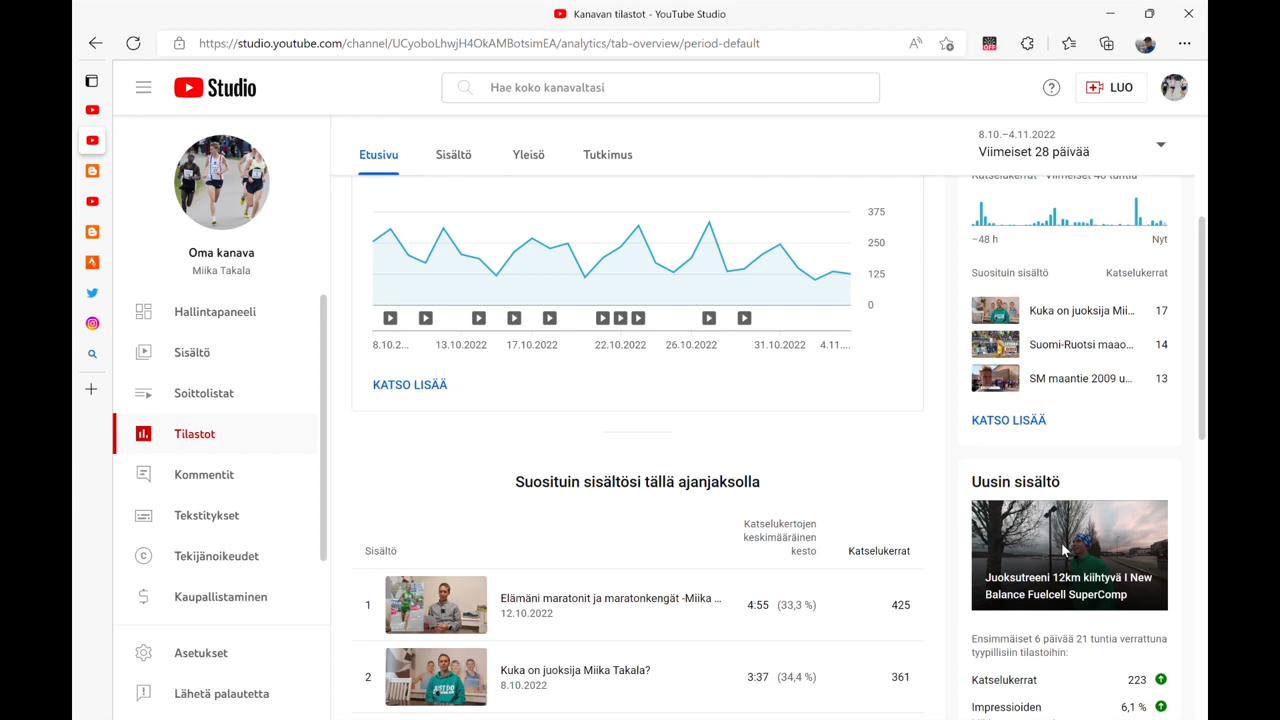 Kanavan tilastot - YouTube Studio
https://studio.youtube.com/channel/UCyoboLhwjH4OkAMBotsimEA/analytics/tab-overview/period-default
Studio
Hae koko kanavaltasi
LUO
Oma kanava
Miika Takala
Hallintapaneeli
Sisältö
Soittolistat
Tilastot
Kommentit
Tekstitykset
Tekijänoikeudet
Kaupallistaminen
Asetukset
Lähetä palautetta
Etusivu Sisältö Yleisö Tutkimus
8.10.–4.11.2022
Viimeiset 28 päivää
375
250
125
0
8.10.2... 13.10.2022 17.10.2022 22.10.2022 26.10.2022 31.10.2022 4.11....
KATSO LISÄÄ
Suosituin sisältösi tällä ajanjaksolla
Sisältö
Katselukertojen
keskimääräinen
kesto
Katselukerrat
1 Elämäni maratonit ja maratonkengät -Miika ... 4:55 (33,3 %) 425
12.10.2022
2 Kuka on juoksija Miika Takala? 3:37 (34,4 %) 361
8.10.2022
Katselukerrat · Viimeiset 48 tuntia
−48 h Nyt
Suosituin sisältö Katselukerrat
Kuka on juoksija Mii... 17
Suomi-Ruotsi maao... 14
SM maantie 2009 u... 13
KATSO LISÄÄ
Uusin sisältö
Juoksutreeni 12km kiihtyvä I New
Balance Fuelcell SuperComp
Ensimmäiset 6 päivää 21 tuntia verrattuna
tyypillisiin tilastoihin:
Katselukerrat 223
Impressioiden 6,1 %